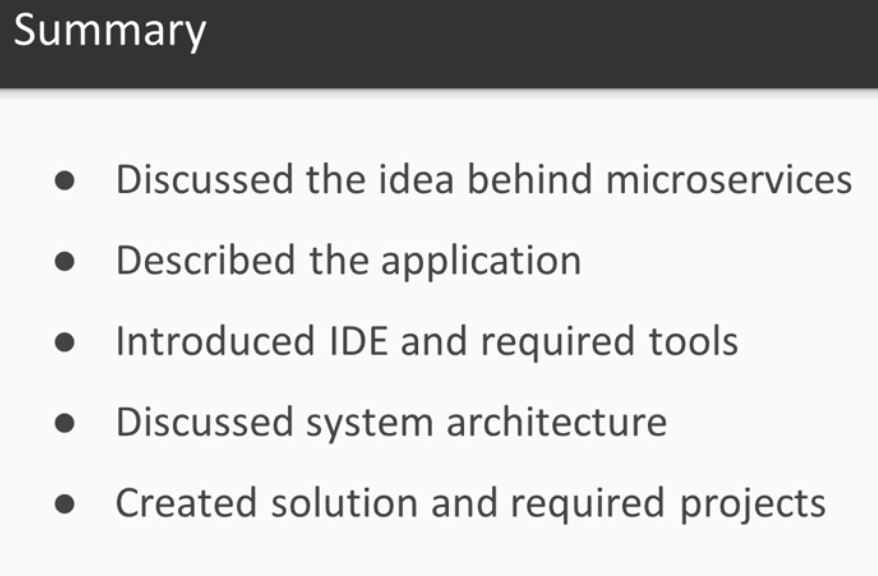 Summary
● Discussed the idea behind microservices
● Described the application
● Introduced IDE and required tools
● Discussed system architecture
● Created solution and required projects